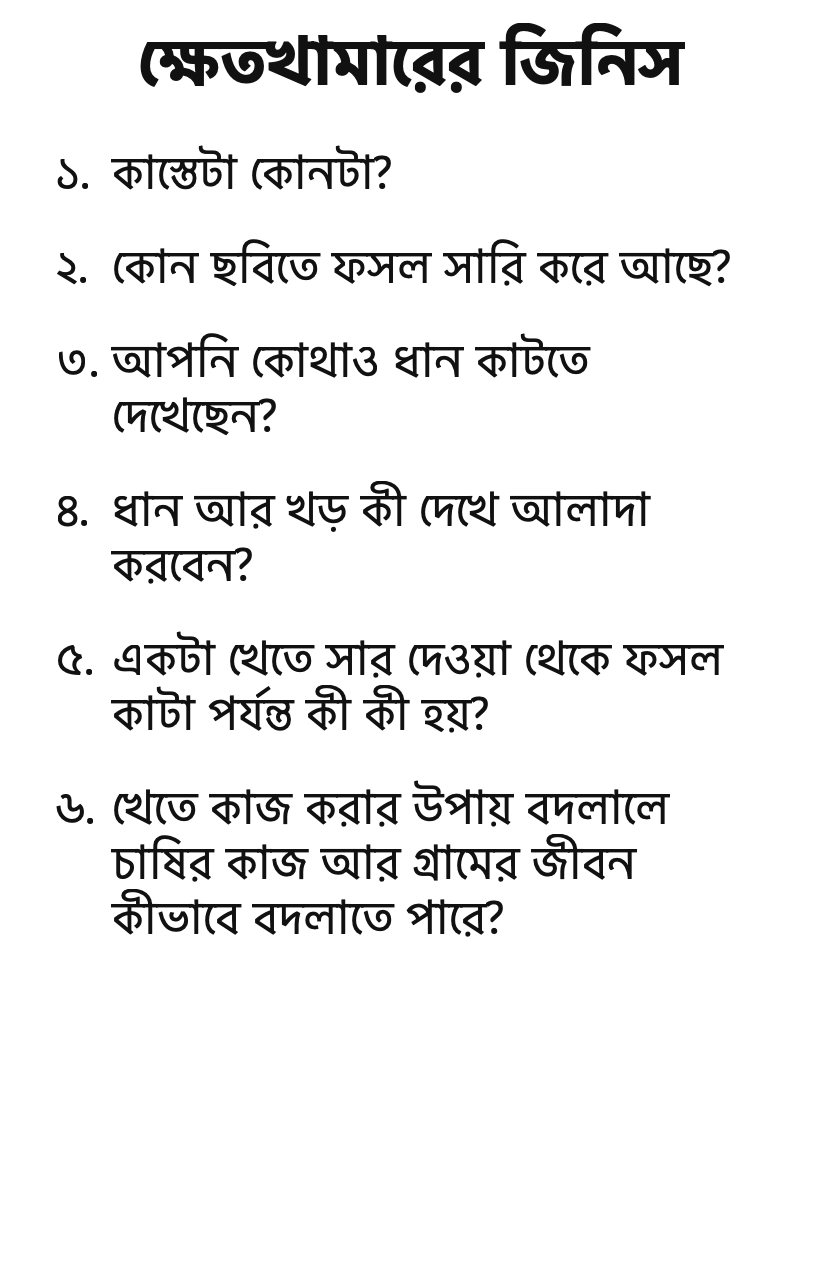 ক্ষেতখামারের জিনিস
১. কাস্তেটা কোনটা?
২. কোন ছবিতে ফসল সারি করে আছে?
৩. আপনি কোথাও ধান কাটতে
দেখেছেন?
৪. ধান আর খড় কী দেখে আলাদা
করবেন?
৫. একটা খেতে সার দেওয়া থেকে ফসল
কাটা পর্যন্ত কী কী হয়?
৬. খেতে কাজ করার উপায় বদলালে
চাষির কাজ আর গ্রামের জীবন
কীভাবে বদলাতে পারে?